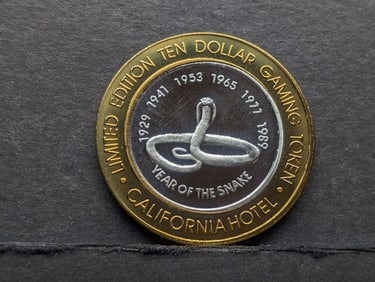 • LIMITED EDITION TEN DOLLAR GAMING TOKEN •
CALIFORNIA HOTEL
1929 1941 1953 1965 1977 1989
YEAR OF THE SNAKE